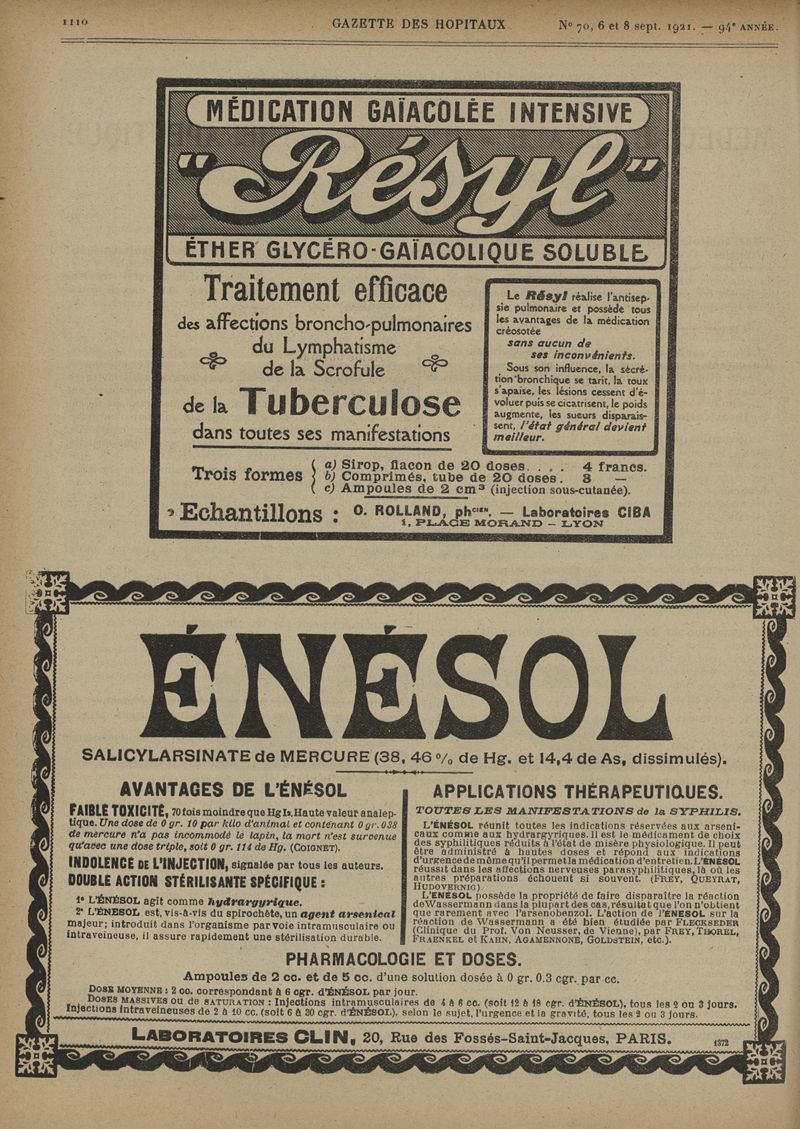 1110
GAZETTE DES HOPITAUX
Nº 70, 6 et 8 sept. 1921. — 94e ANNÉE.
MÉDICATION GAÏACOLÉE INTENSIVE
"Résyl"
ÉTHER GLYCÉRO-GAÏACOLIQUE SOLUBLE
Traitement efficace
des affections broncho-pulmonaires
du Lymphatisme
de la Scrofule
de la Tuberculose
dans toutes ses manifestations
Le Résyl réalise l'antisep-
sie pulmonaire et possède tous
les avantages de la médication
créosotée
sans aucun de
ses inconvénients.
Sous son influence, la sécré-
tion bronchique se tarit, la toux
s'apaise, les lésions cessent d'é-
voluer puis se cicatrisent, le poids
augmente, les sueurs disparais-
sent, l'état général devient
meilleur.
Trois formes
a) Sirop, flacon de 20 doses. . . . 4 francs.
b) Comprimés, tube de 20 doses. 3 —
c) Ampoules de 2 cm³ (injection sous-cutanée).
Echantillons : O. ROLLAND, phCIEN. — Laboratoires CIBA
1, PLACE MORAND – LYON
ÉNÉSOL
SALICYLARSINATE de MERCURE (38, 46 % de Hg. et 14,4 de As, dissimulés).
AVANTAGES DE L'ÉNÉSOL
FAIBLE TOXICITÉ, 70 fois moindre que Hg I2. Haute valeur analep-
tique. Une dose de 0 gr. 10 par kilo d'animal et contenant 0 gr. 038
de mercure n'a pas incommodé le lapin, la mort n'est survenue
qu'avec une dose triple, soit 0 gr. 114 de Hg. (COIGNET).
INDOLENCE DE L'INJECTION, signalée par tous les auteurs.
DOUBLE ACTION STÉRILISANTE SPÉCIFIQUE :
1º L'ÉNÉSOL agit comme hydrargyrique.
2º L'ÉNÉSOL est, vis-à-vis du spirochète, un agent arsenical
majeur; introduit dans l'organisme par voie intramusculaire ou
intraveineuse, il assure rapidement une stérilisation durable.
APPLICATIONS THÉRAPEUTIQUES.
TOUTES LES MANIFESTATIONS de la SYPHILIS.
L'ÉNÉSOL réunit toutes les indications réservées aux arseni-
caux comme aux hydrargyriques. Il est le médicament de choix
des syphilitiques réduits à l'état de misère physiologique. Il peut
être administré à hautes doses et répond aux indications
d'urgence de même qu'il permet la médication d'entretien. L'ÉNÉSOL
réussit dans les affections nerveuses parasyphilitiques, là où les
autres préparations échouent si souvent. (FREY, QUEYRAT,
HUDOVERNIG).
L'ÉNÉSOL possède la propriété de faire disparaître la réaction
de Wassermann dans la plupart des cas, résultat que l'on n'obtient
que rarement avec l'arsenobenzol. L'action de l'ÉNÉSOL sur la
réaction de Wassermann a été bien étudiée par FLECKSEDER
(Clinique du Prof. Von Neusser, de Vienne), par FREY, THOREL,
FRAENKEL et KAHN, AGAMENNONE, GOLDSTEIN, etc.).
PHARMACOLOGIE ET DOSES.
Ampoules de 2 cc. et de 5 cc. d'une solution dosée à 0 gr. 0.3 cgr. par cc.
DOSE MOYENNE : 2 cc. correspondant à 6 cgr. d'ÉNÉSOL par jour.
DOSES MASSIVES OU DE SATURATION : Injections intramusculaires de 4 à 6 cc. (soit 12 à 18 cgr. d'ÉNÉSOL), tous les 2 ou 3 jours.
Injections intraveineuses de 2 à 10 cc. (soit 6 à 30 cgr. d'ÉNÉSOL), selon le sujet, l'urgence et la gravité, tous les 2 ou 3 jours.
LABORATOIRES CLIN, 20, Rue des Fossés-Saint-Jacques, PARIS.
1372